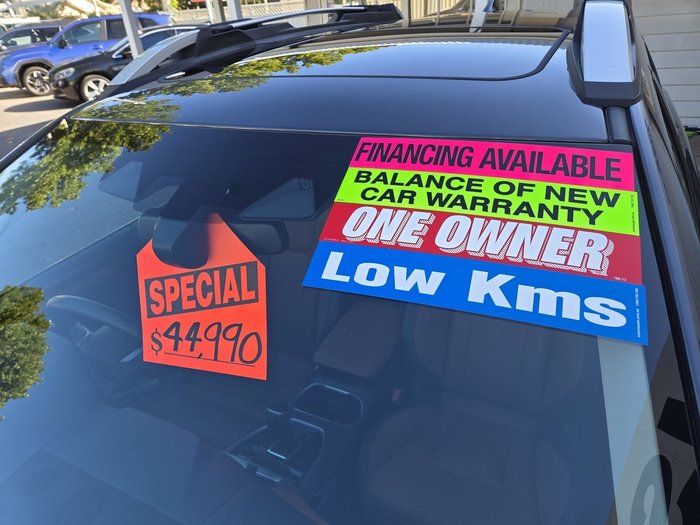 FINANCING AVAILABLE
BALANCE OF NEW
CAR WARRANTY
ONE OWNER
Low Kms
SPECIAL
$44,990